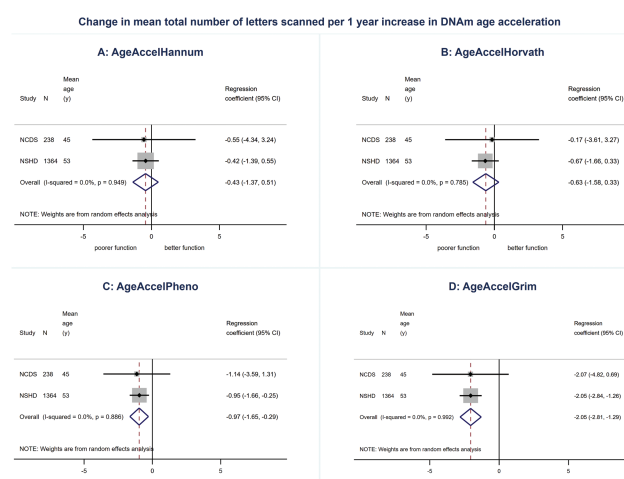 Change in mean total number of letters scanned per 1 year increase in DNAm age acceleration
A: AgeAccelHannum
Mean
age
Regression
Study N (y) coefficient (95% CI)
NCDS 238 45 -0.55 (-4.34, 3.24)
NSHD 1364 53 -0.42 (-1.39, 0.55)
Overall (I-squared = 0.0%, p = 0.949) -0.43 (-1.37, 0.51)
NOTE: Weights are from random effects analysis
-5 0 5
poorer function better function
B: AgeAccelHorvath
Mean
age
Regression
Study N (y) coefficient (95% CI)
NCDS 238 45 -0.17 (-3.61, 3.27)
NSHD 1364 53 -0.67 (-1.66, 0.33)
Overall (I-squared = 0.0%, p = 0.785) -0.63 (-1.58, 0.33)
NOTE: Weights are from random effects analysis
-5 0 5
poorer function better function
C: AgeAccelPheno
Mean
age
Regression
Study N (y) coefficient (95% CI)
NCDS 238 45 -1.14 (-3.59, 1.31)
NSHD 1364 53 -0.95 (-1.66, -0.25)
Overall (I-squared = 0.0%, p = 0.886) -0.97 (-1.65, -0.29)
NOTE: Weights are from random effects analysis
-5 0 5
D: AgeAccelGrim
Mean
age
Regression
Study N (y) coefficient (95% CI)
NCDS 238 45 -2.07 (-4.82, 0.69)
NSHD 1364 53 -2.05 (-2.84, -1.26)
Overall (I-squared = 0.0%, p = 0.992) -2.05 (-2.81, -1.29)
NOTE: Weights are from random effects analysis
-5 0 5